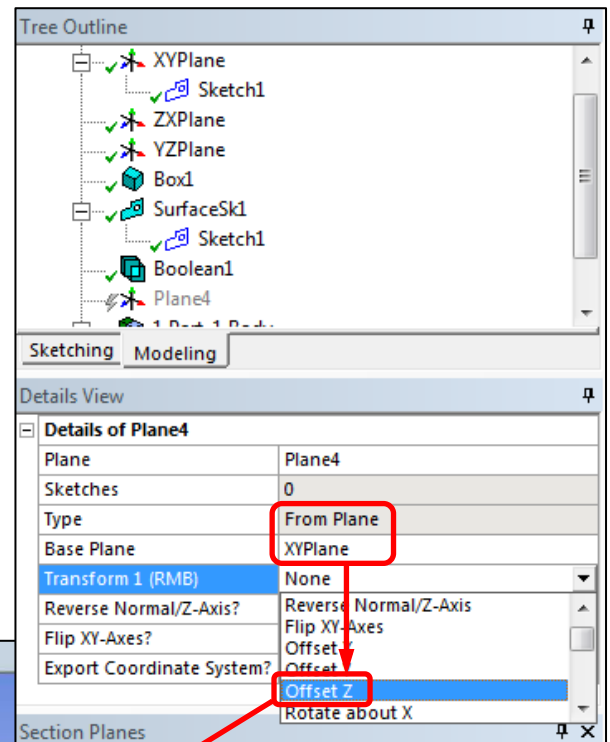 Tree Outline
XYPlane
Sketch1
ZXPlane
YZPlane
Box1
SurfaceSk1
Sketch1
Boolean1
Plane4
Sketching Modeling
Details View
Details of Plane4
Plane Plane4
Sketches 0
Type From Plane
Base Plane XYPlane
Transform 1 (RMB) None
Reverse Normal/Z-Axis? Reverse Normal/Z-Axis
Flip XY-Axes? Flip XY-Axes
Offset
Export Coordinate System? Offset
Offset Z
Rotate about X
Section Planes